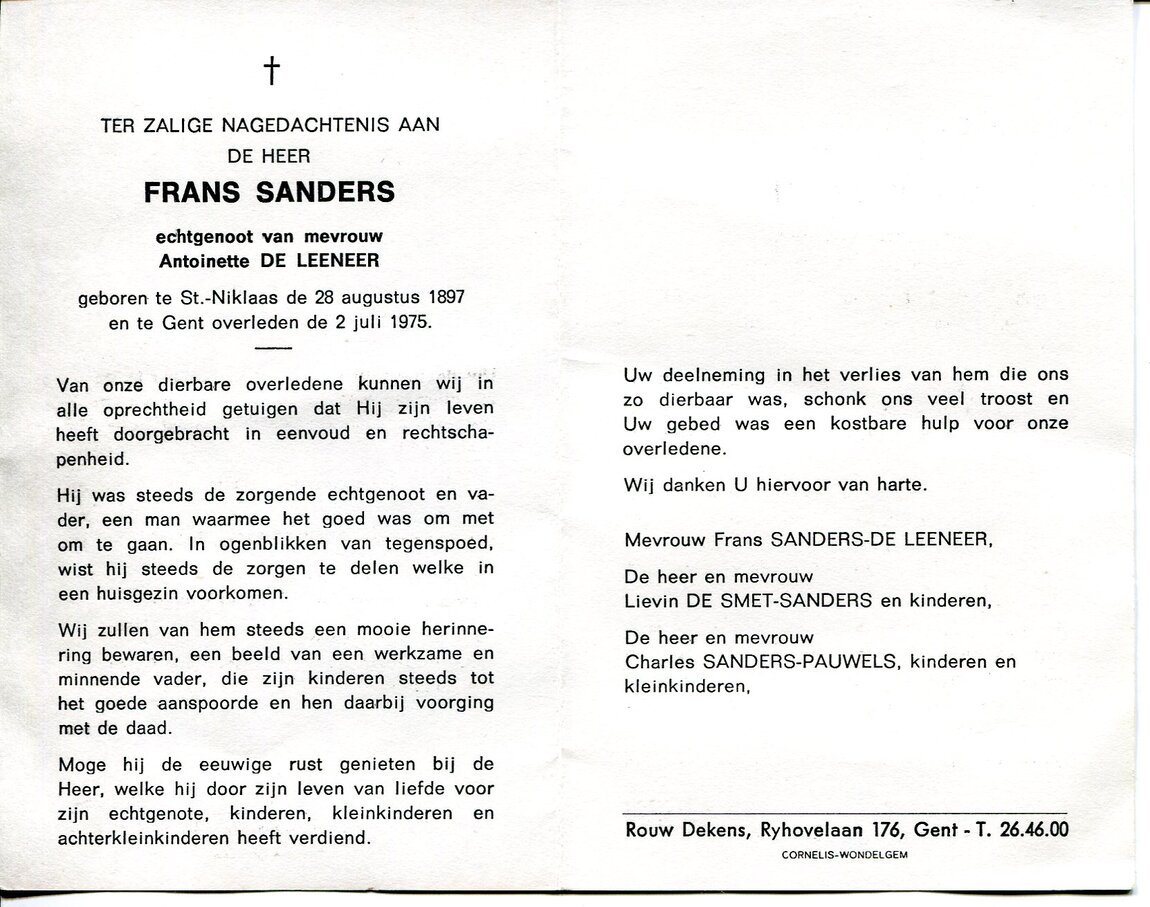 TER ZALIGE NAGEDACHTENIS AAN
DE HEER
FRANS SANDERS
echtgenoot van mevrouw
Antoinette DE LEENEER
geboren te St.-Niklaas de 28 augustus 1897
en te Gent overleden de 2 juli 1975.
Van onze dierbare overledene kunnen wij in
alle oprechtheid getuigen dat Hij zijn leven
heeft doorgebracht in eenvoud en rechtscha-
penheid.
Hij was steeds de zorgende echtgenoot en va-
der, een man waarmee het goed was om met
om te gaan. In ogenblikken van tegenspoed,
wist hij steeds de zorgen te delen welke in
een huisgezin voorkomen.
Wij zullen van hem steeds een mooie herinne-
ring bewaren, een beeld van een werkzame en
minnende vader, die zijn kinderen steeds tot
het goede aanspoorde en hen daarbij voorging
met de daad.
Moge hij de eeuwige rust genieten bij de
Heer, welke hij door zijn leven van liefde voor
zijn echtgenote, kinderen, kleinkinderen en
achterkleinkinderen heeft verdiend.
Uw deelneming in het verlies van hem die ons
zo dierbaar was, schonk ons veel troost en
Uw gebed was een kostbare hulp voor onze
overledene.
Wij danken U hiervoor van harte.
Mevrouw Frans SANDERS-DE LEENEER,
De heer en mevrouw
Lievin DE SMET-SANDERS en kinderen,
De heer en mevrouw
Charles SANDERS-PAUWELS, kinderen en
kleinkinderen,
Rouw Dekens, Ryhovelaan 176, Gent - T. 26.46.00
CORNELIS-WONDELGEM